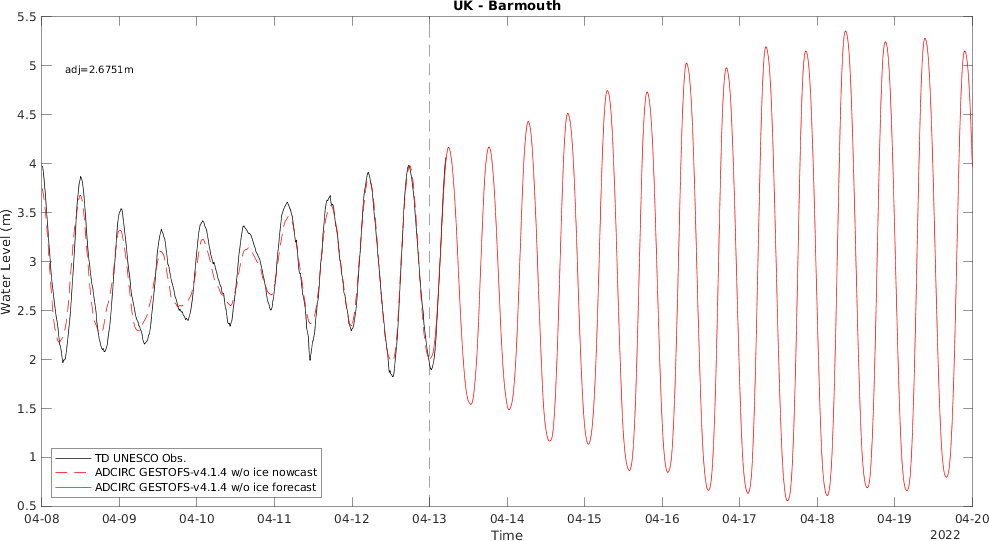 UK - Barmouth
adj=2.6751m
Water Level (m)
5.5
5
4.5
4
3.5
3
2.5
2
1.5
1
0.5
TD UNESCO Obs.
ADCIRC GESTOFS-v4.1.4 w/o ice nowcast
ADCIRC GESTOFS-v4.1.4 w/o ice forecast
04-08 04-09 04-10 04-11 04-12 04-13 04-14 04-15 04-16 04-17 04-18 04-19 04-20
Time
2022